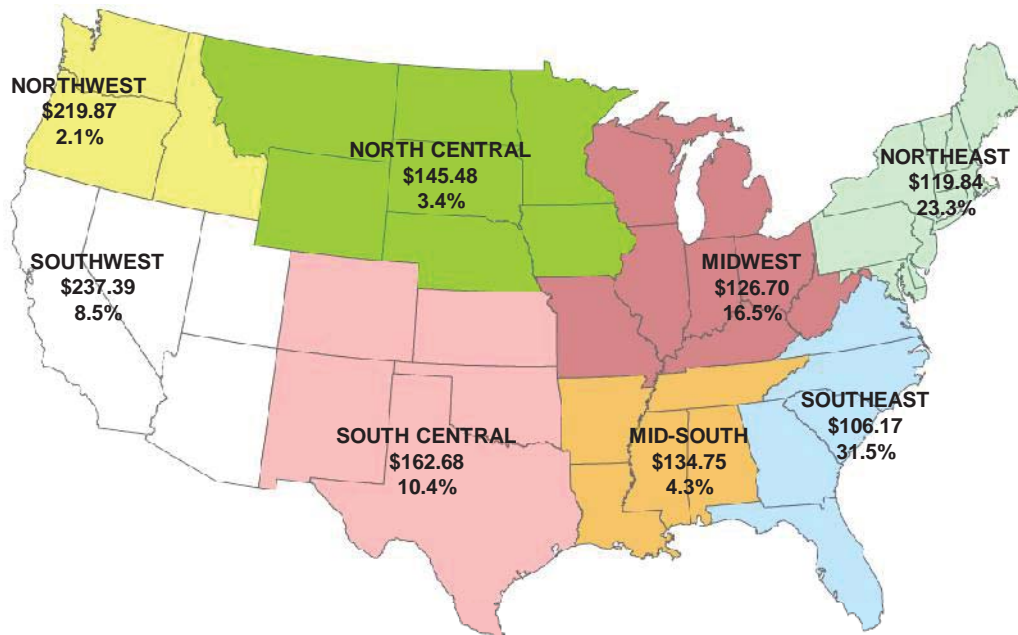 NORTHWEST
$219.87
2.1%
NORTH CENTRAL
$145.48
3.4%
NORTHEAST
$119.84
23.3%
SOUTHWEST
$237.39
8.5%
MIDWEST
$126.70
16.5%
SOUTH CENTRAL
$162.68
10.4%
MID-SOUTH
$134.75
4.3%
SOUTHEAST
$106.17
31.5%